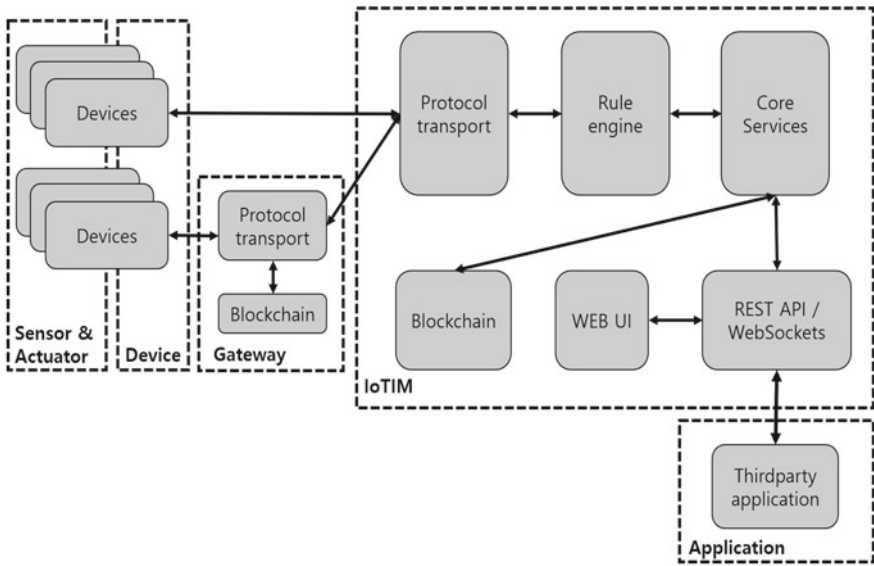 Devices
Devices
Sensor &
Actuator
Device
Protocol
transport
Blockchain
Gateway
Protocol
transport
Rule
engine
Core
Services
Blockchain
WEB UI
REST API /
WebSockets
IoTIM
Thirdparty
application
Application